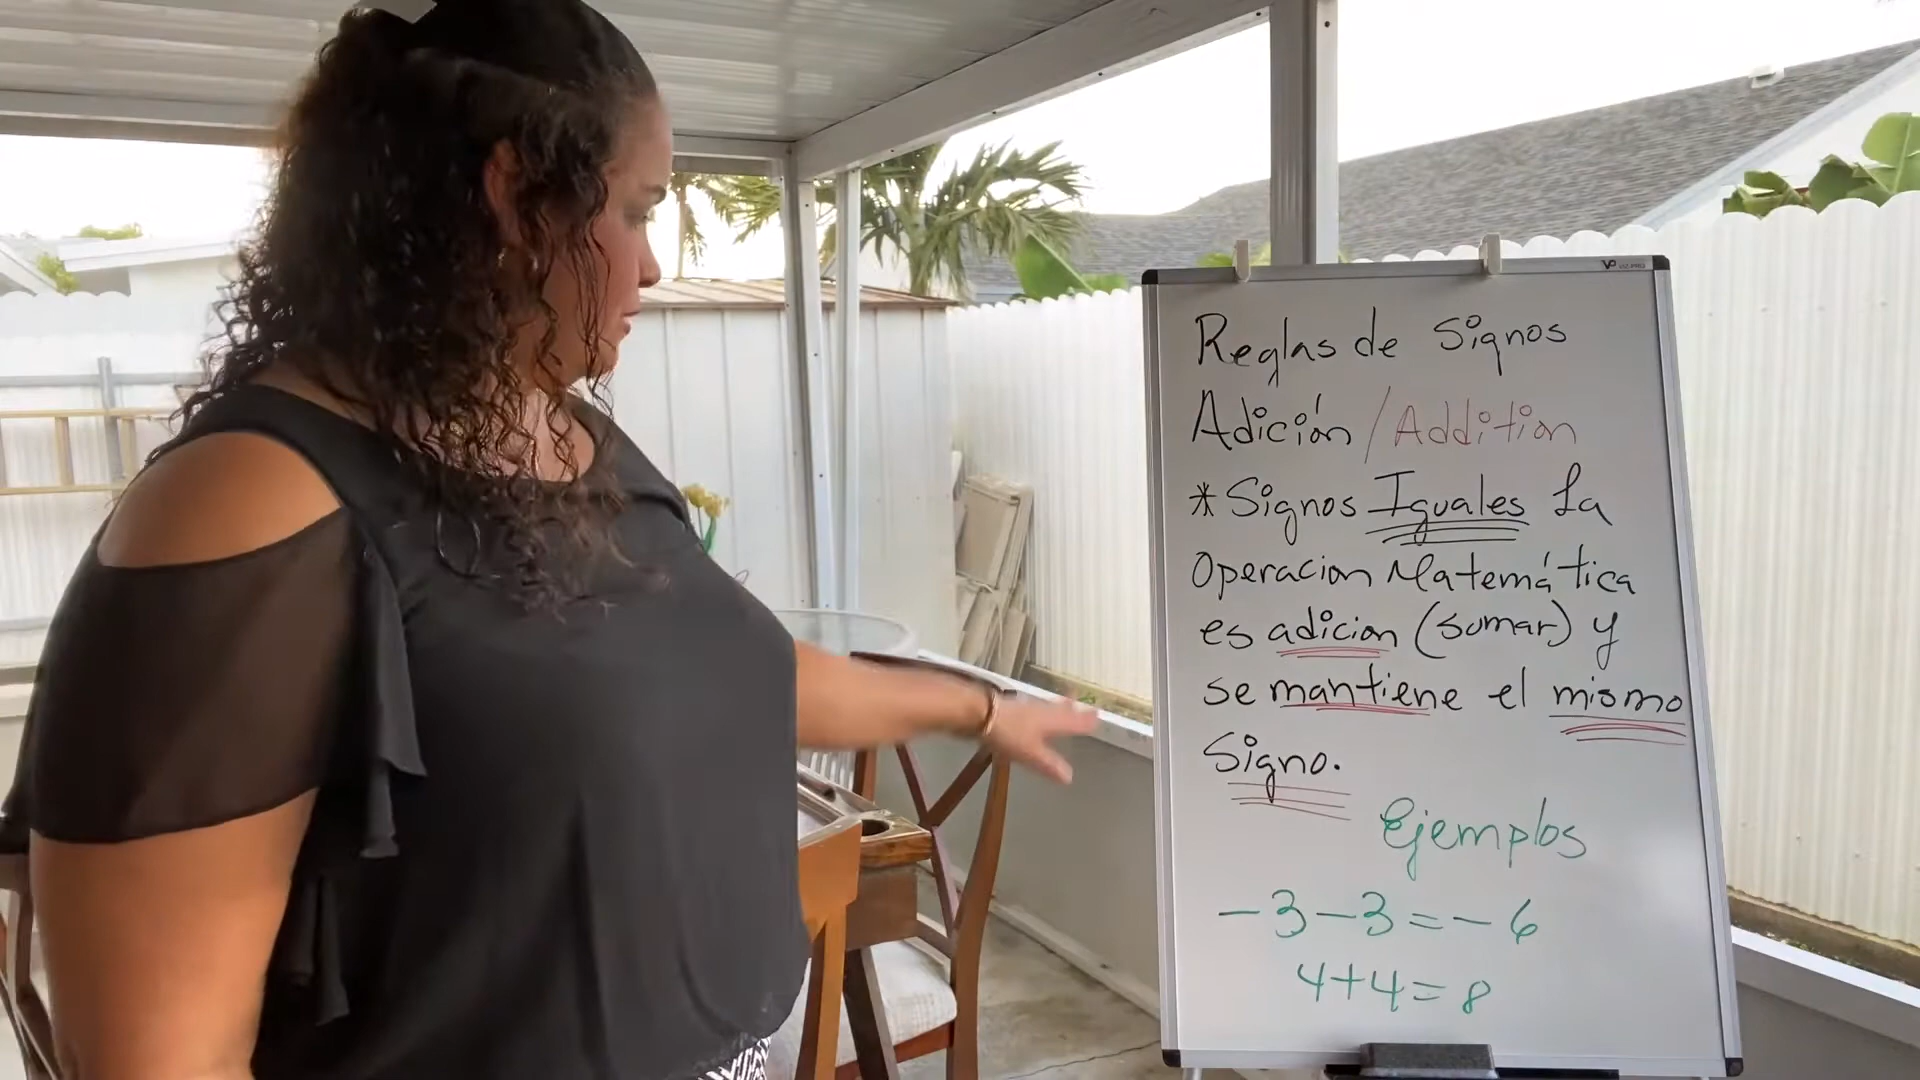 Reglas de Signos
Adición / Addition
* Signos Iguales La
Operacion Matemática
es adicion (sumar) y
se mantiene el mismo
Signo.
Ejemplos
-3-3=-6
4+4=8